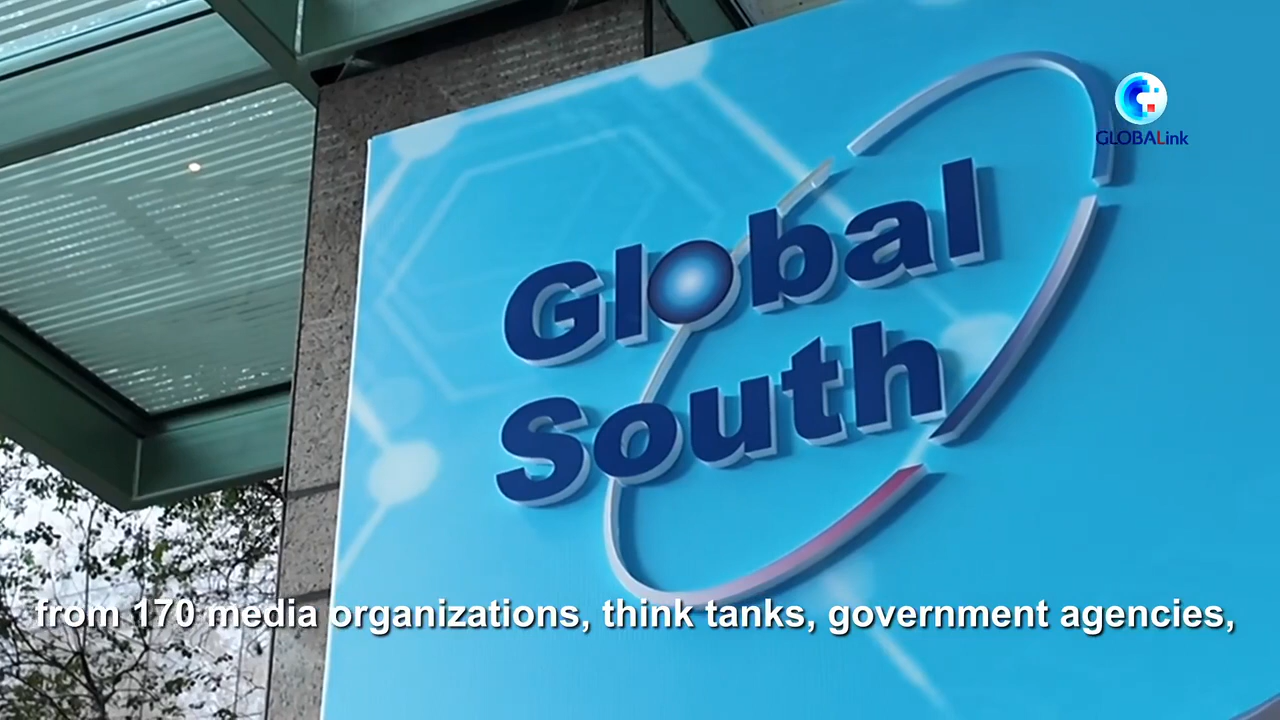 GLOBALink
Global
South
from 170 media organizations, think tanks, government agencies,